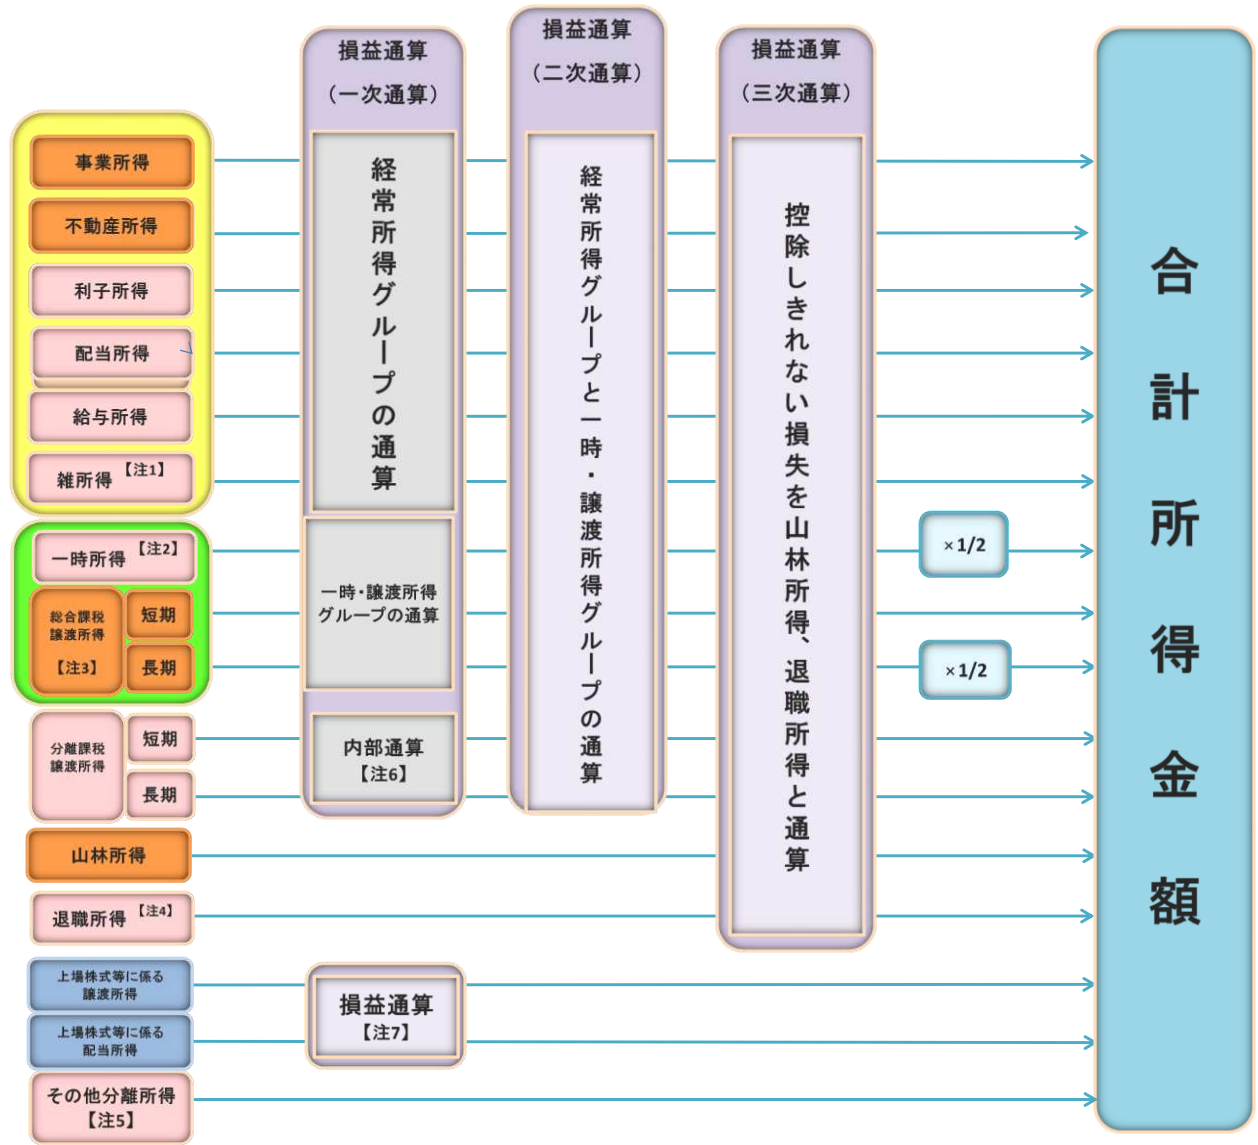 損益通算
(一次通算)
損益通算
(二次通算)
損益通算
(三次通算)
事業所得
不動産所得
利子所得
配当所得
給与所得
雑所得【注1】
一時所得【注2】
総合課税
譲渡所得
【注3】
短期
長期
分離課税
譲渡所得
短期
長期
山林所得
退職所得【注4】
上場株式等に係る
譲渡所得
上場株式等に係る
配当所得
その他分離所得
【注5】
経常所得グループの通算
一時・譲渡所得
グループの通算
内部通算
【注6】
損益通算
【注7】
経常所得グループと一時・譲渡所得グループの通算
控除しきれない損失を山林所得、退職所得と通算
×1/2
×1/2
合計所得金額